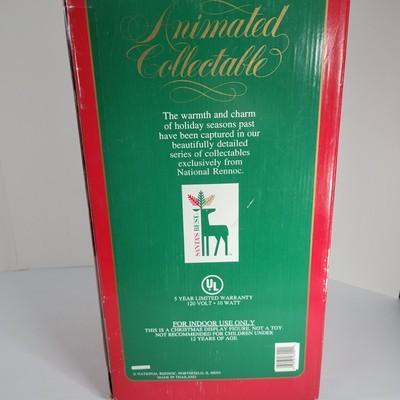 Animated
Collectable
The warmth and charm
of holiday seasons past
have been captured in our
beautifully detailed
series of collectables
exclusively from
National Rennoc.
SANTA'S BEST
UL
5 YEAR LIMITED WARRANTY
120 VOLT • 10 WATT
FOR INDOOR USE ONLY
THIS IS A CHRISTMAS DISPLAY FIGURE, NOT A TOY.
NOT RECOMMENDED FOR CHILDREN UNDER
12 YEARS OF AGE.
© NATIONAL RENNOC, NORTHFIELD, IL 60093
MADE IN THAILAND